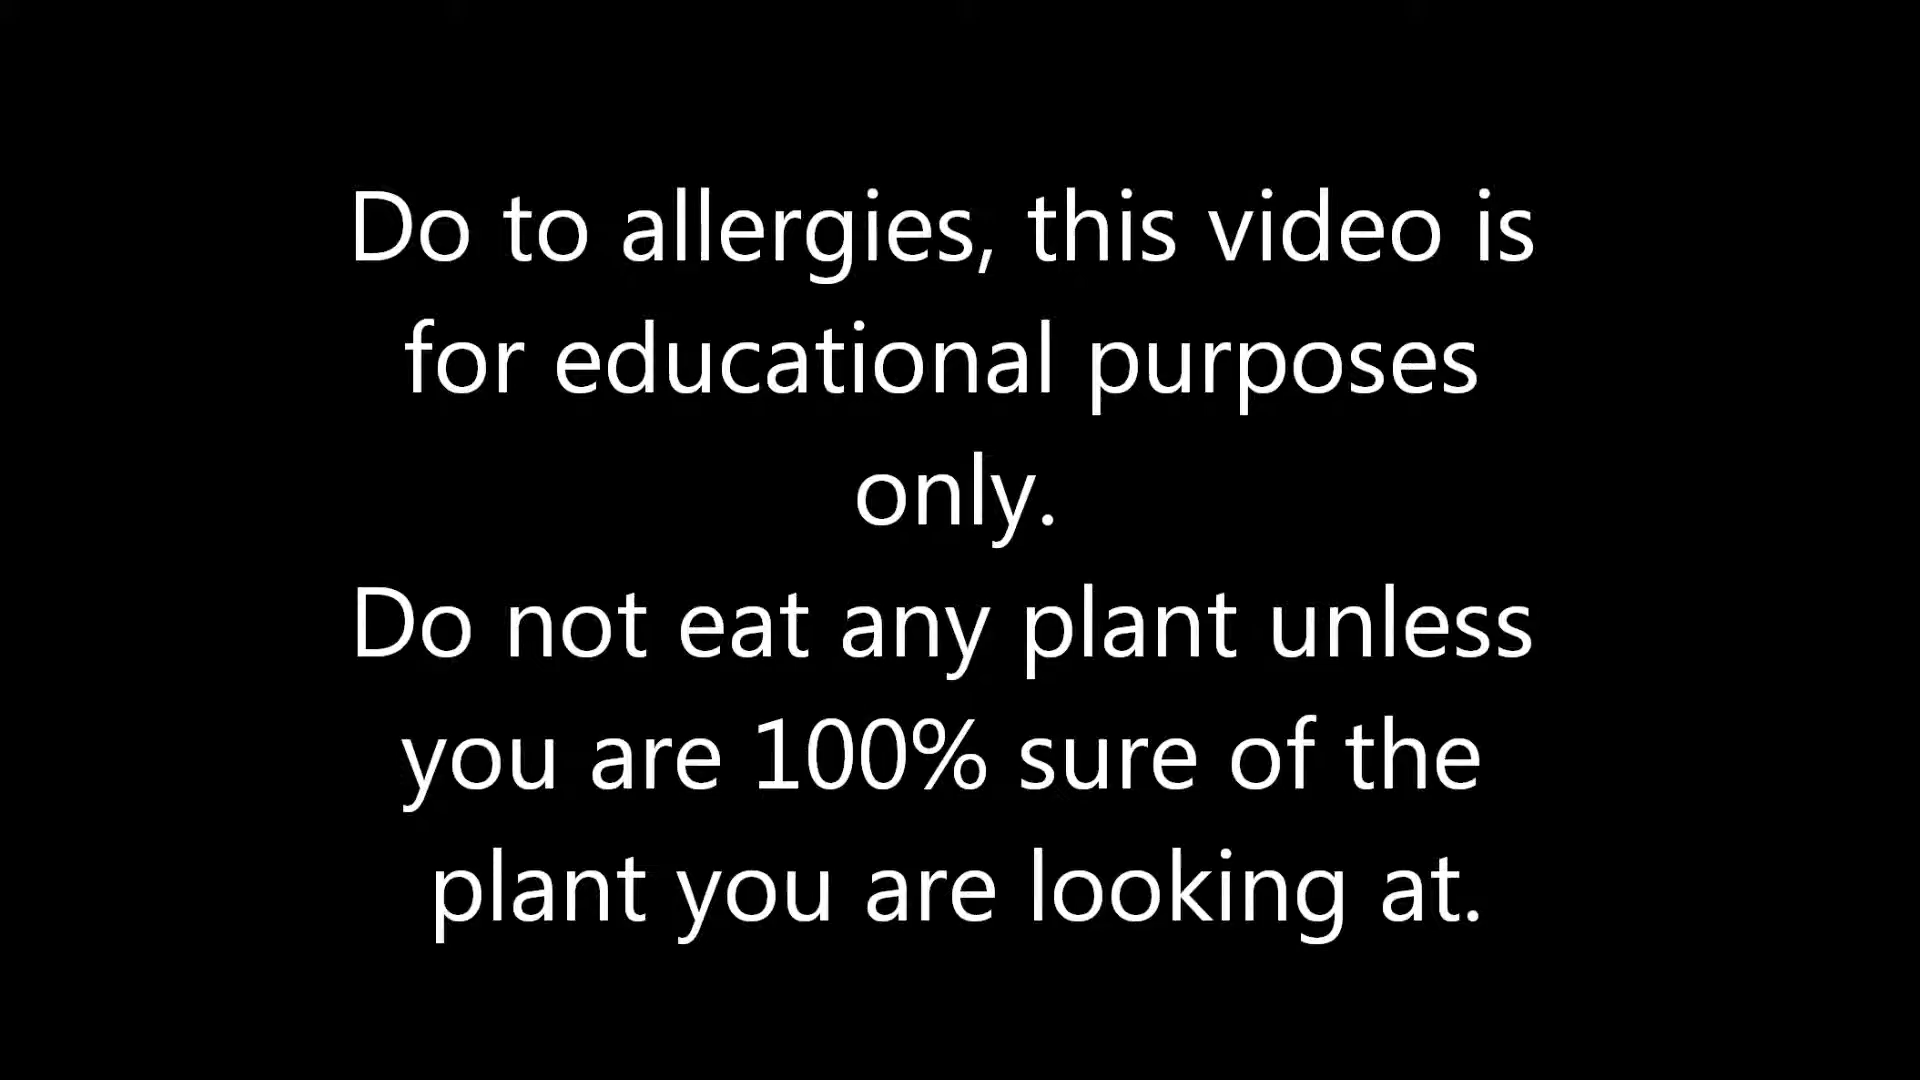 Do to allergies, this video is
for educational purposes
only.
Do not eat any plant unless
you are 100% sure of the
plant you are looking at.